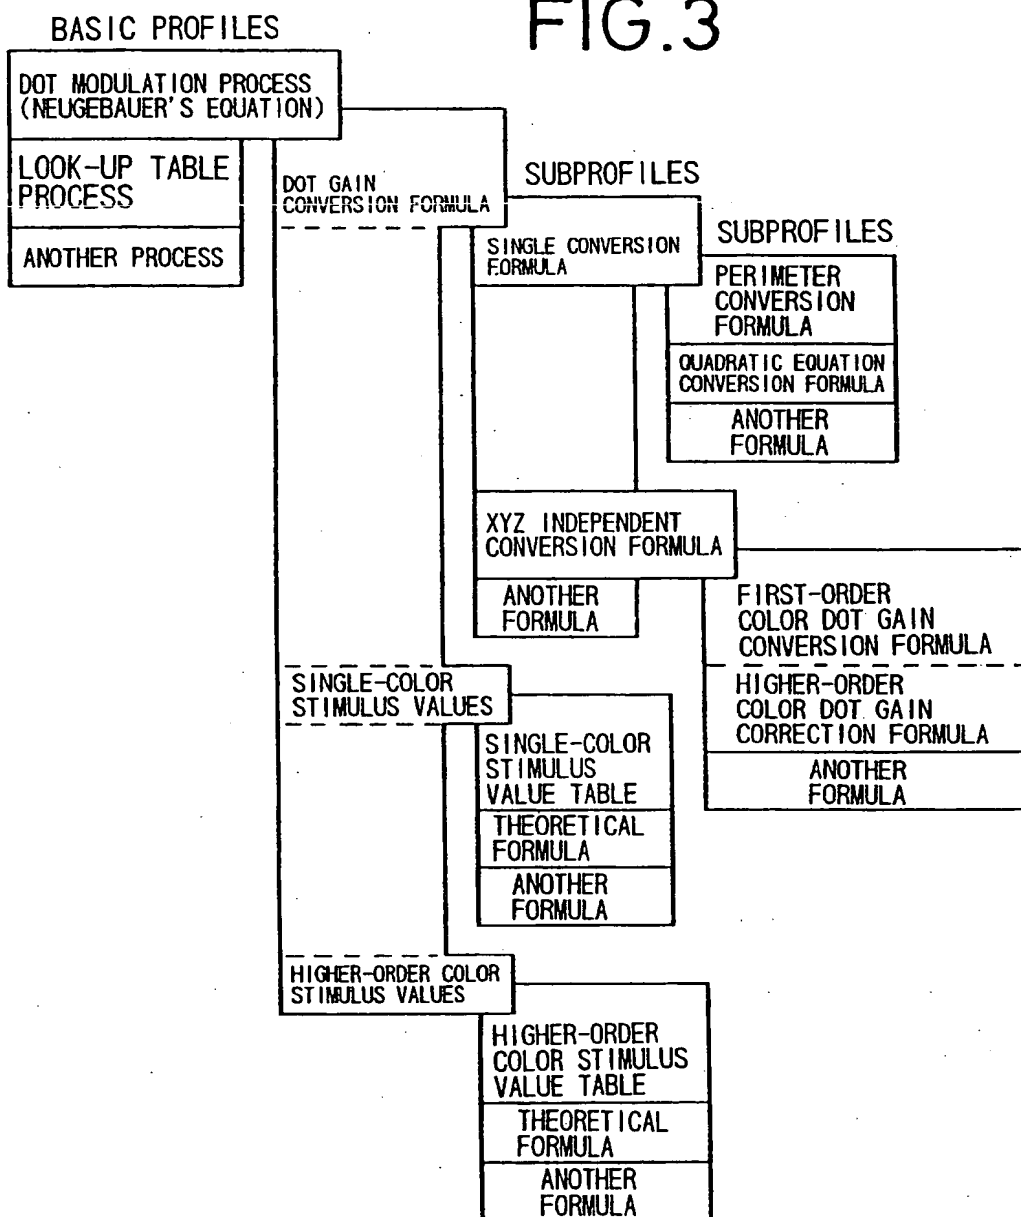 FIG.3
BASIC PROFILES
DOT MODULATION PROCESS
(NEUGEBAUER'S EQUATION)
LOOK-UP TABLE
PROCESS
ANOTHER PROCESS
DOT GAIN
CONVERSION FORMULA
SUBPROFILES
SINGLE CONVERSION
FORMULA
SUBPROFILES
PERIMETER
CONVERSION
FORMULA
QUADRATIC EQUATION
CONVERSION FORMULA
ANOTHER
FORMULA
XYZ INDEPENDENT
CONVERSION FORMULA
ANOTHER
FORMULA
FIRST-ORDER
COLOR DOT GAIN
CONVERSION FORMULA
HIGHER-ORDER
COLOR DOT GAIN
CORRECTION FORMULA
ANOTHER
FORMULA
SINGLE-COLOR
STIMULUS VALUES
SINGLE-COLOR
STIMULUS
VALUE TABLE
THEORETICAL
FORMULA
ANOTHER
FORMULA
HIGHER-ORDER COLOR
STIMULUS VALUES
HIGHER-ORDER
COLOR STIMULUS
VALUE TABLE
THEORETICAL
FORMULA
ANOTHER
FORMULA